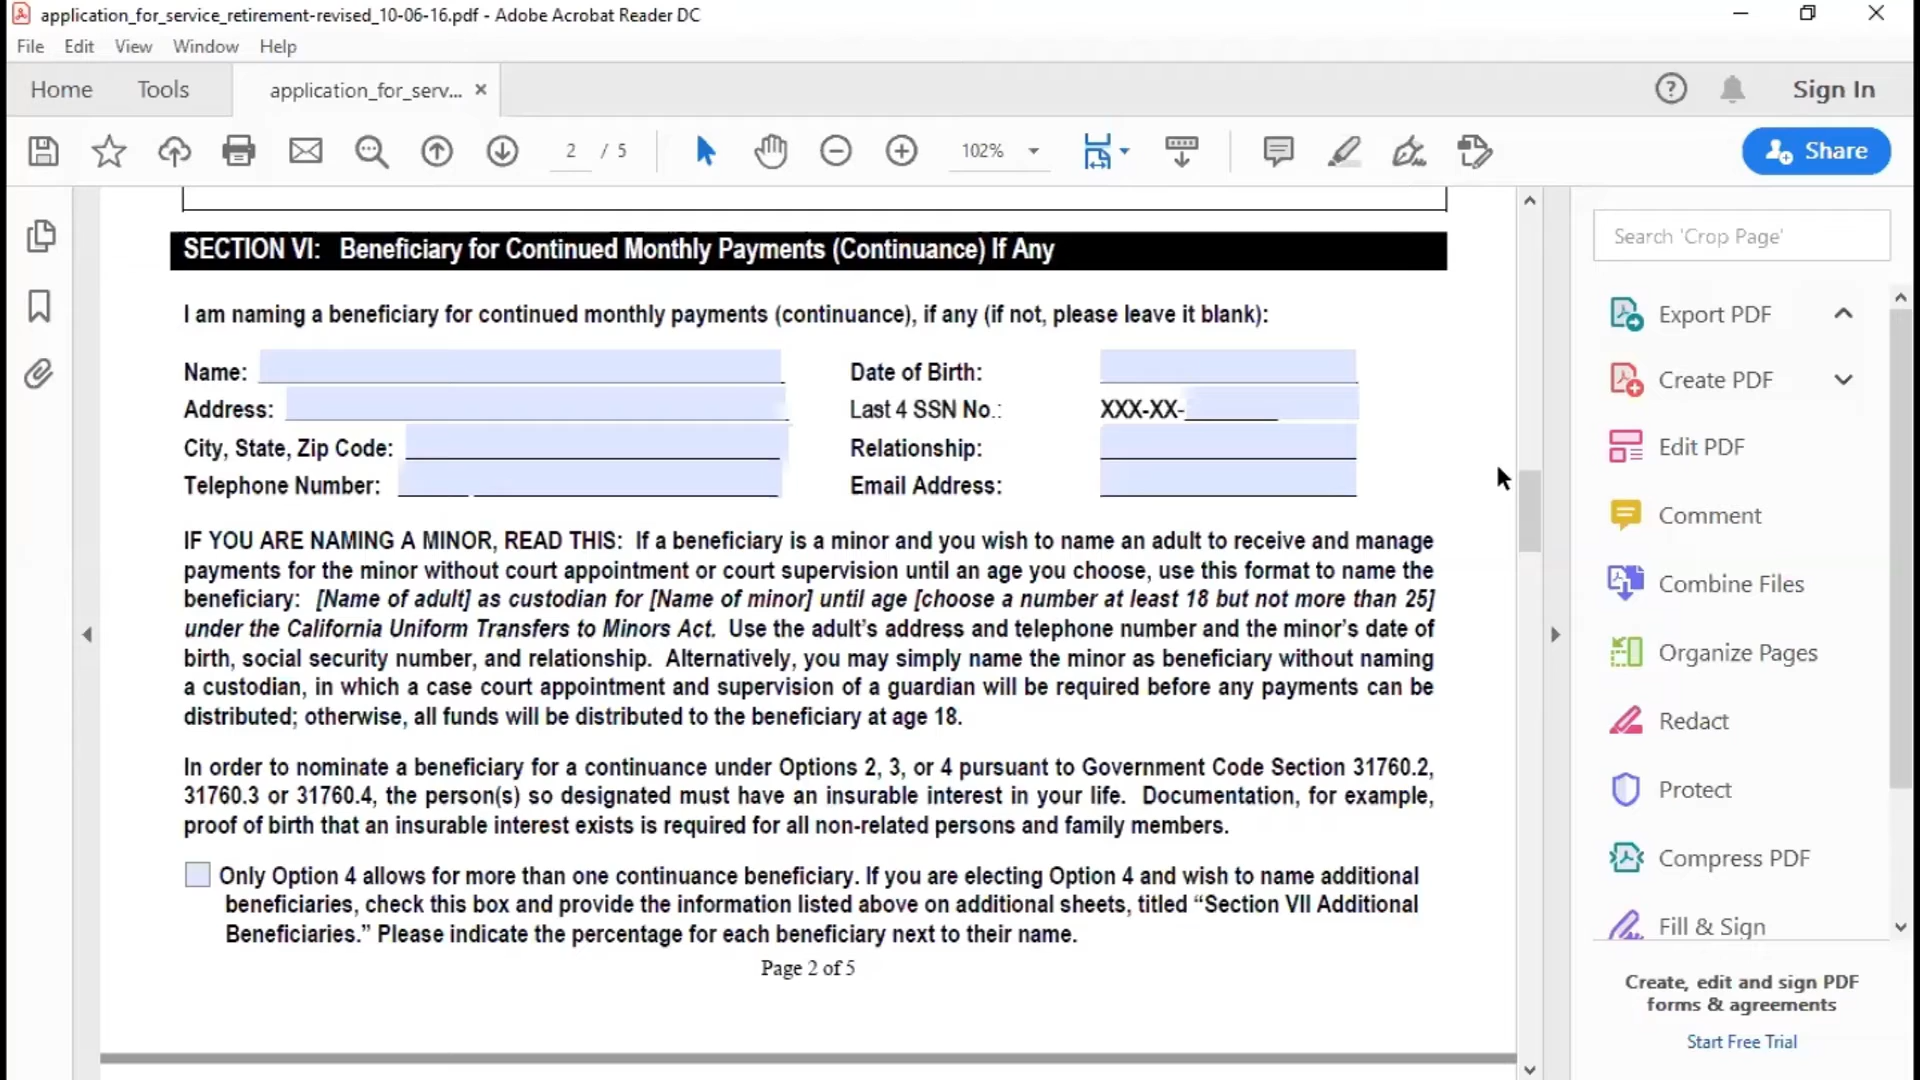 application_for_service_retirement-revised_10-06-16.pdf - Adobe Acrobat Reader DC
File Edit View Window Help
Home Tools application_for_serv... × Sign In
2 / 5 102% Share
SECTION VI: Beneficiary for Continued Monthly Payments (Continuance) If Any
I am naming a beneficiary for continued monthly payments (continuance), if any (if not, please leave it blank):
Name: Date of Birth:
Address: Last 4 SSN No.: XXX-XX-
City, State, Zip Code: Relationship:
Telephone Number: Email Address:
IF YOU ARE NAMING A MINOR, READ THIS: If a beneficiary is a minor and you wish to name an adult to receive and manage
payments for the minor without court appointment or court supervision until an age you choose, use this format to name the
beneficiary: [Name of adult] as custodian for [Name of minor] until age [choose a number at least 18 but not more than 25]
under the California Uniform Transfers to Minors Act. Use the adult’s address and telephone number and the minor’s date of
birth, social security number, and relationship. Alternatively, you may simply name the minor as beneficiary without naming
a custodian, in which a case court appointment and supervision of a guardian will be required before any payments can be
distributed; otherwise, all funds will be distributed to the beneficiary at age 18.
In order to nominate a beneficiary for a continuance under Options 2, 3, or 4 pursuant to Government Code Section 31760.2,
31760.3 or 31760.4, the person(s) so designated must have an insurable interest in your life. Documentation, for example,
proof of birth that an insurable interest exists is required for all non-related persons and family members.
Only Option 4 allows for more than one continuance beneficiary. If you are electing Option 4 and wish to name additional
beneficiaries, check this box and provide the information listed above on additional sheets, titled “Section VII Additional
Beneficiaries.” Please indicate the percentage for each beneficiary next to their name.
Page 2 of 5
Search 'Crop Page'
Export PDF
Create PDF
Edit PDF
Comment
Combine Files
Organize Pages
Redact
Protect
Compress PDF
Fill & Sign
Create, edit and sign PDF
forms & agreements
Start Free Trial